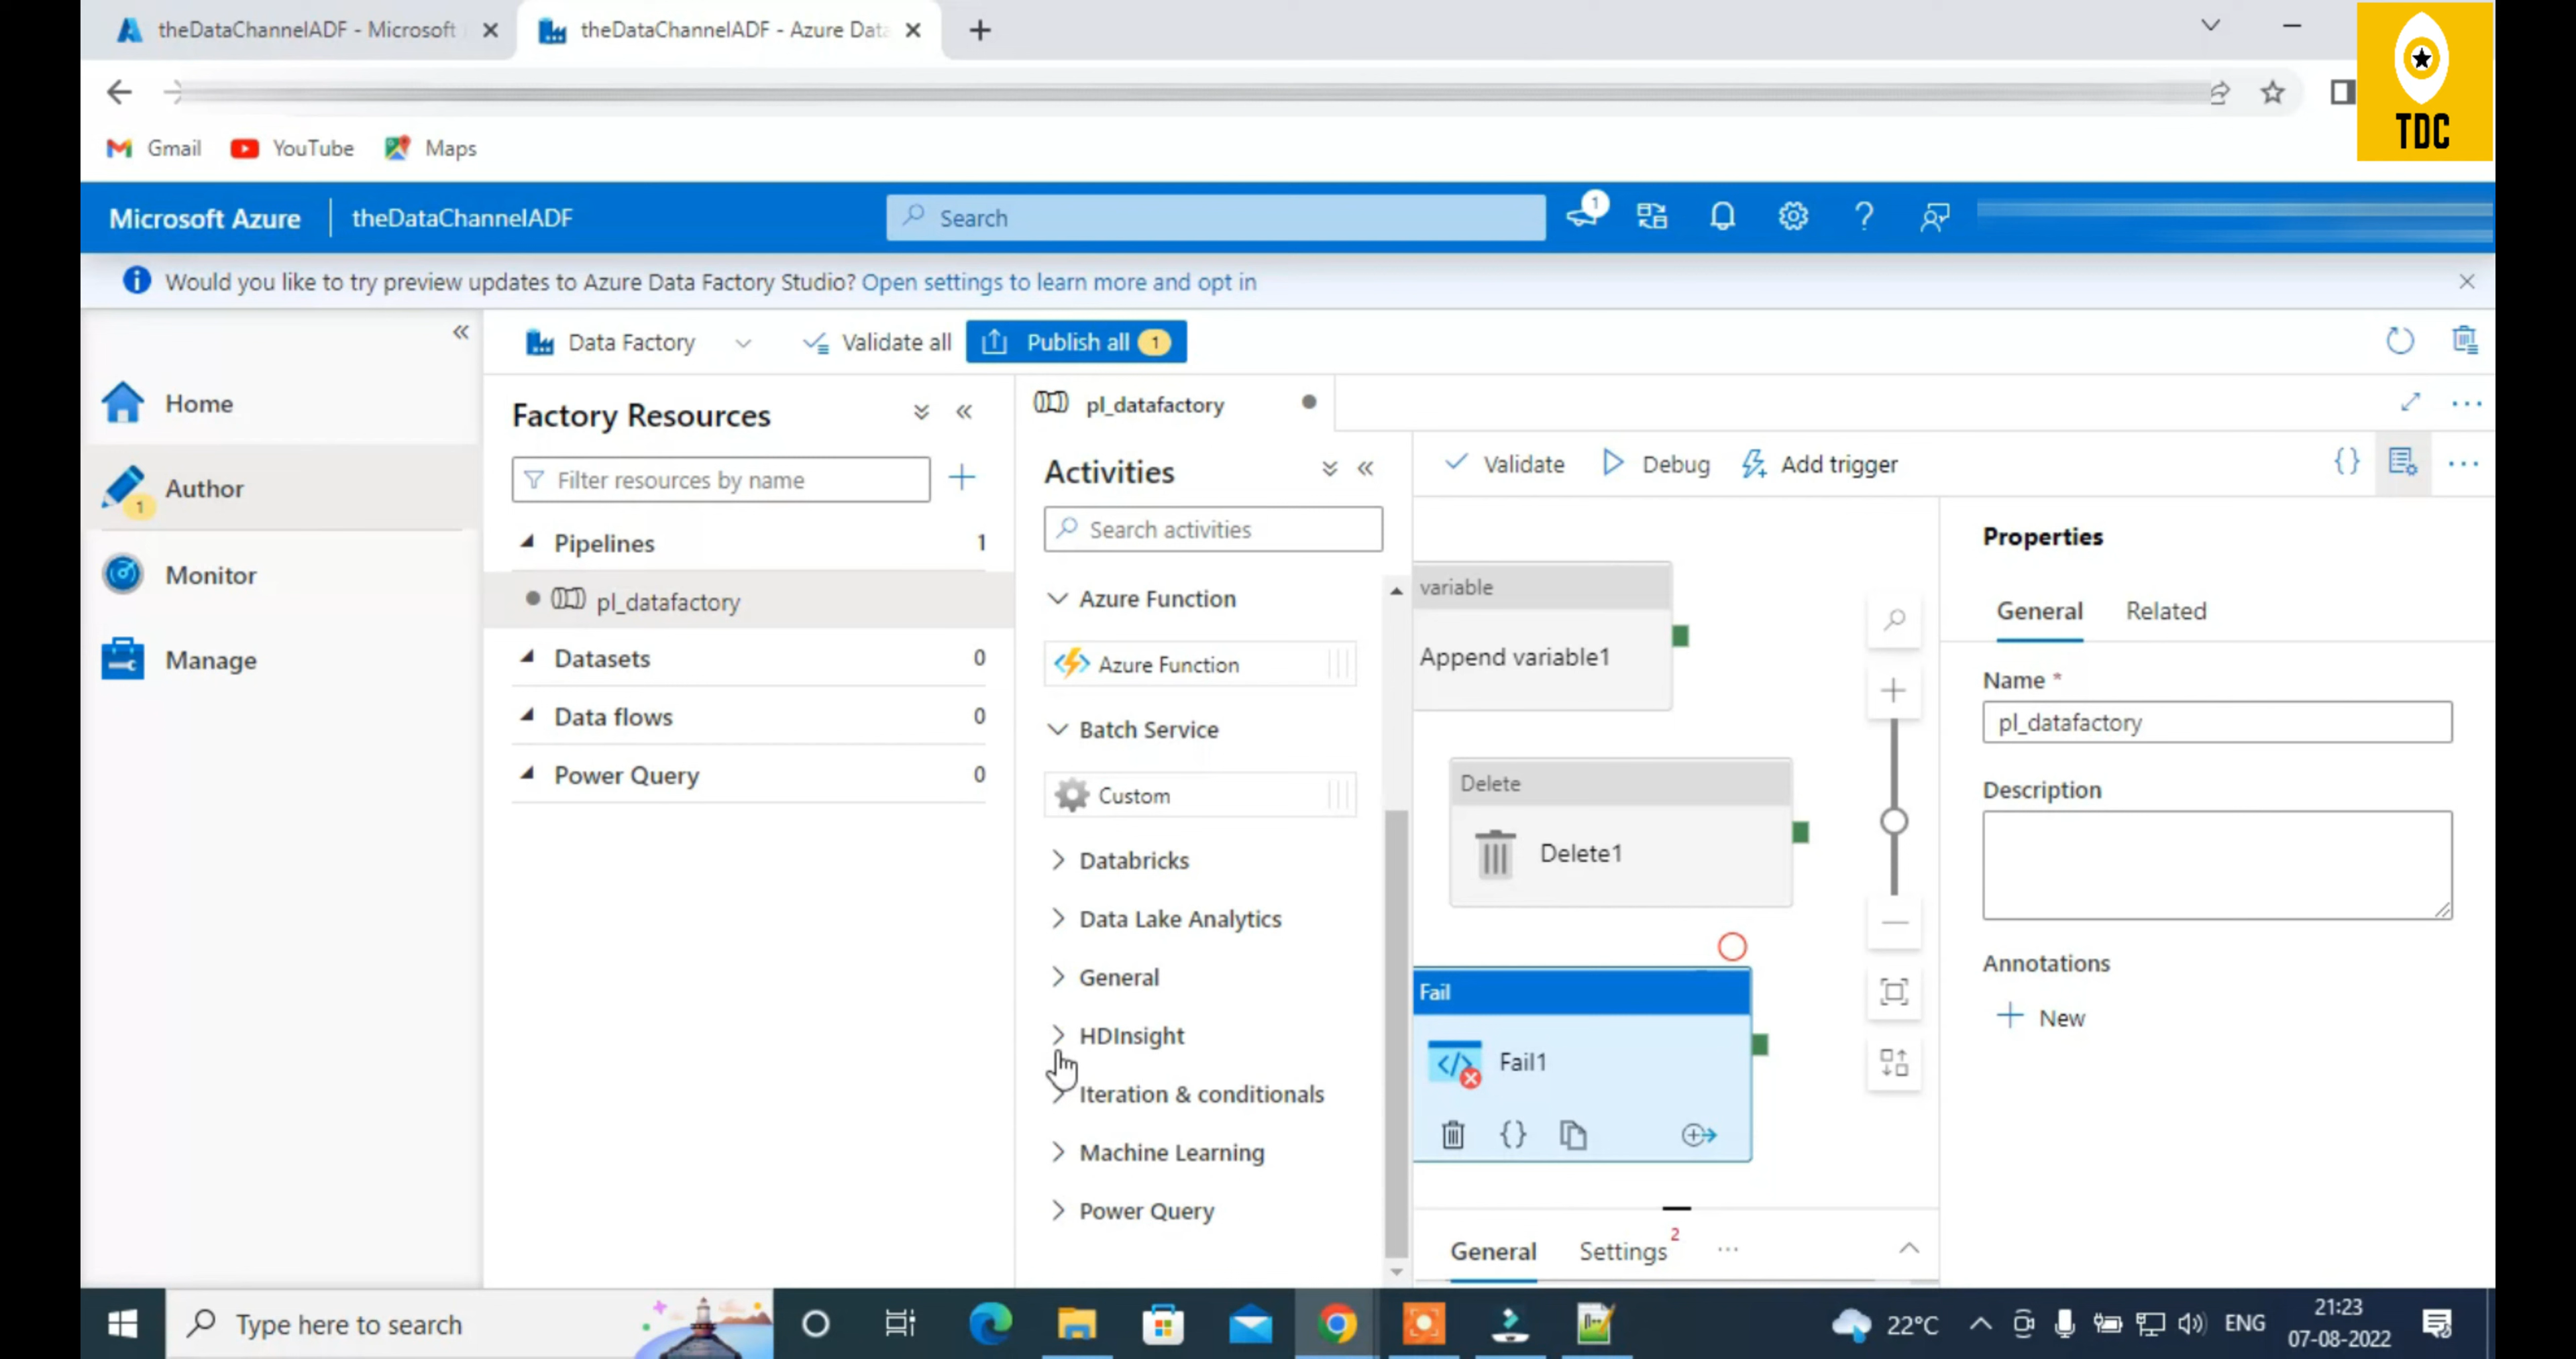 theDataChannelADF - Microsoft
theDataChannelADF - Azure Data
TDC
Gmail
YouTube
Maps
Microsoft Azure
theDataChannelADF
Search
1
Would you like to try preview updates to Azure Data Factory Studio? Open settings to learn more and opt in
Data Factory
Validate all
Publish all 1
Home
Author
1
Monitor
Manage
Factory Resources
Filter resources by name
Pipelines 1
pl_datafactory
Datasets 0
Data flows 0
Power Query 0
pl_datafactory
Activities
Search activities
Azure Function
Azure Function
Batch Service
Custom
Databricks
Data Lake Analytics
General
HDInsight
Iteration & conditionals
Machine Learning
Power Query
Validate
Debug
Add trigger
variable
Append variable1
Delete
Delete1
Fail
Fail1
General
Settings 2
Properties
General
Related
Name *
pl_datafactory
Description
Annotations
New
Type here to search
22°C
ENG
21:23
07-08-2022